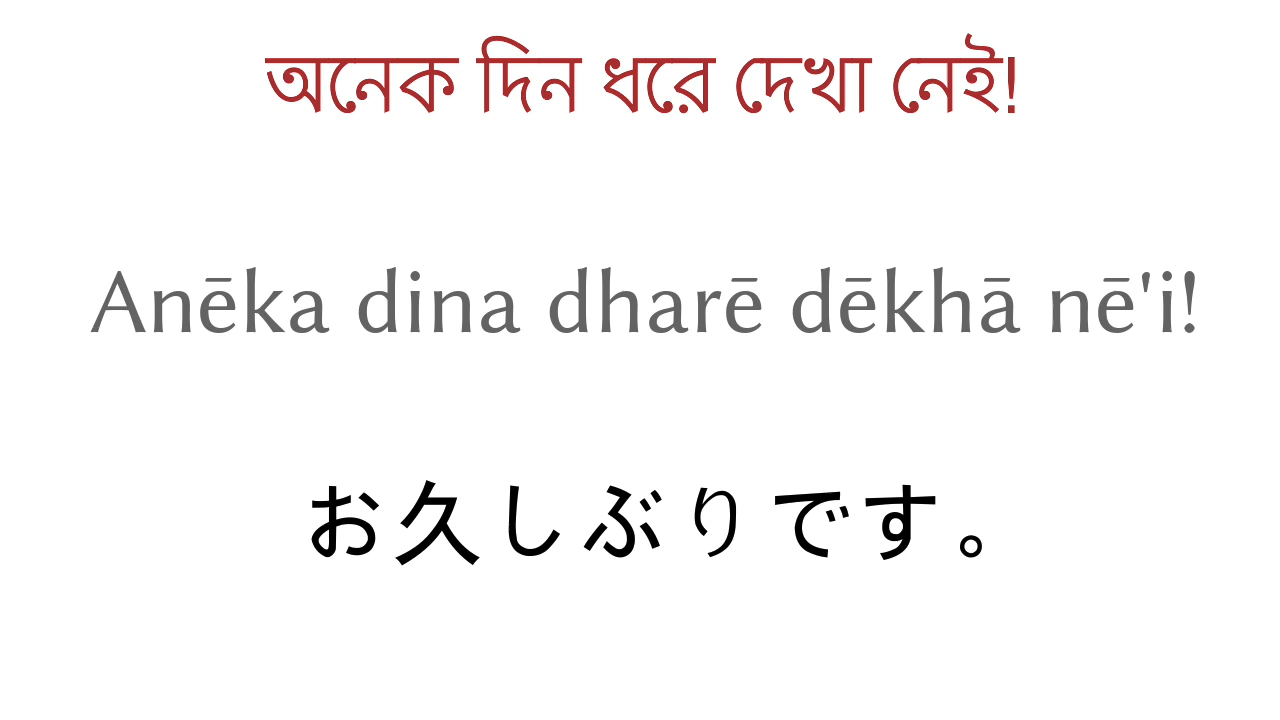 অনেক দিন ধরে দেখা নেই!
Anēka dina dharē dēkhā nē'i!
お久しぶりです。